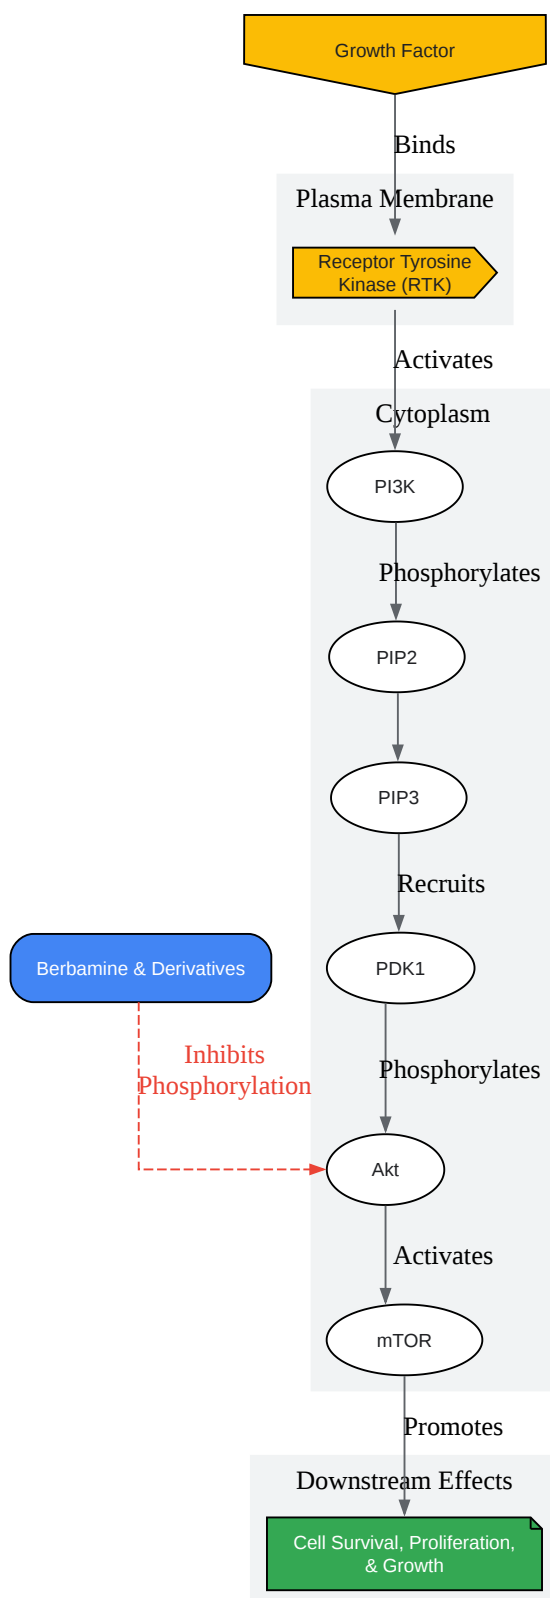 Growth Factor
Binds
Plasma Membrane
Receptor Tyrosine
Kinase (RTK)
Activates
Cytoplasm
PI3K
Phosphorylates
PIP2
PIP3
Recruits
Berbamine & Derivatives
PDK1
Inhibits
Phosphorylation
Phosphorylates
Akt
Activates
mTOR
Promotes
Downstream Effects
Cell Survival, Proliferation,
& Growth